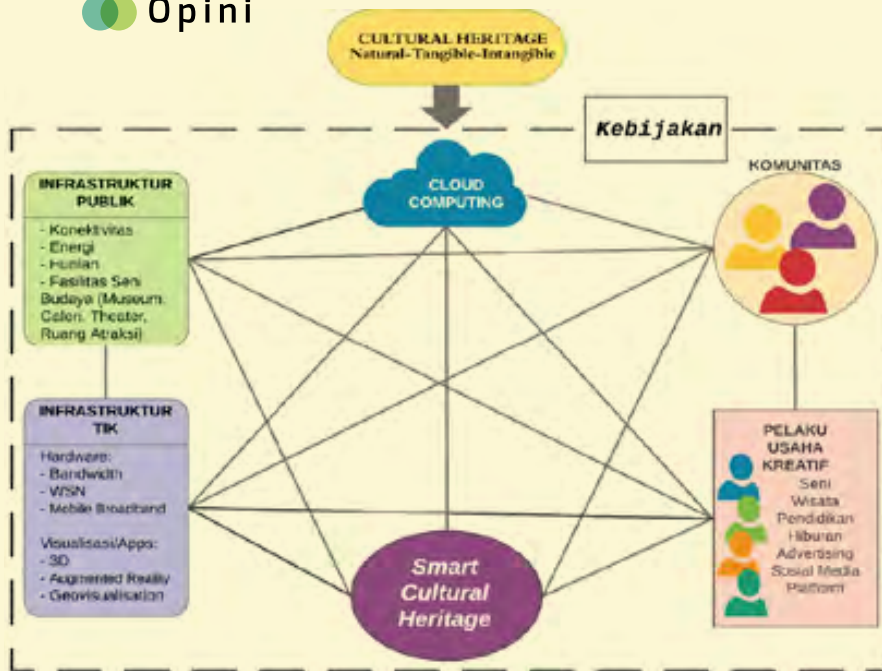 Opini
CULTURAL HERITAGE
Natural-Tangible-Intangible
Kebijakan
INFRASTRUKTUR
PUBLIK
- Konektivitas
- Energi
- Hunian
- Fasilitas Seni
Budaya (Museum,
Galeri, Theater,
Ruang Atraksi)
CLOUD
COMPUTING
KOMUNITAS
INFRASTRUKTUR
TIK
Hardware:
- Bandwidth
- WSN
- Mobile Broadband
Visualisasi/Apps:
- 3D
- Augmented Reality
- Geovisualisation
Smart
Cultural
Heritage
PELAKU
USAHA
KREATIF
Seni
Wisata
Pendidikan
Hiburan
Advertising
Sosial Media
Platform